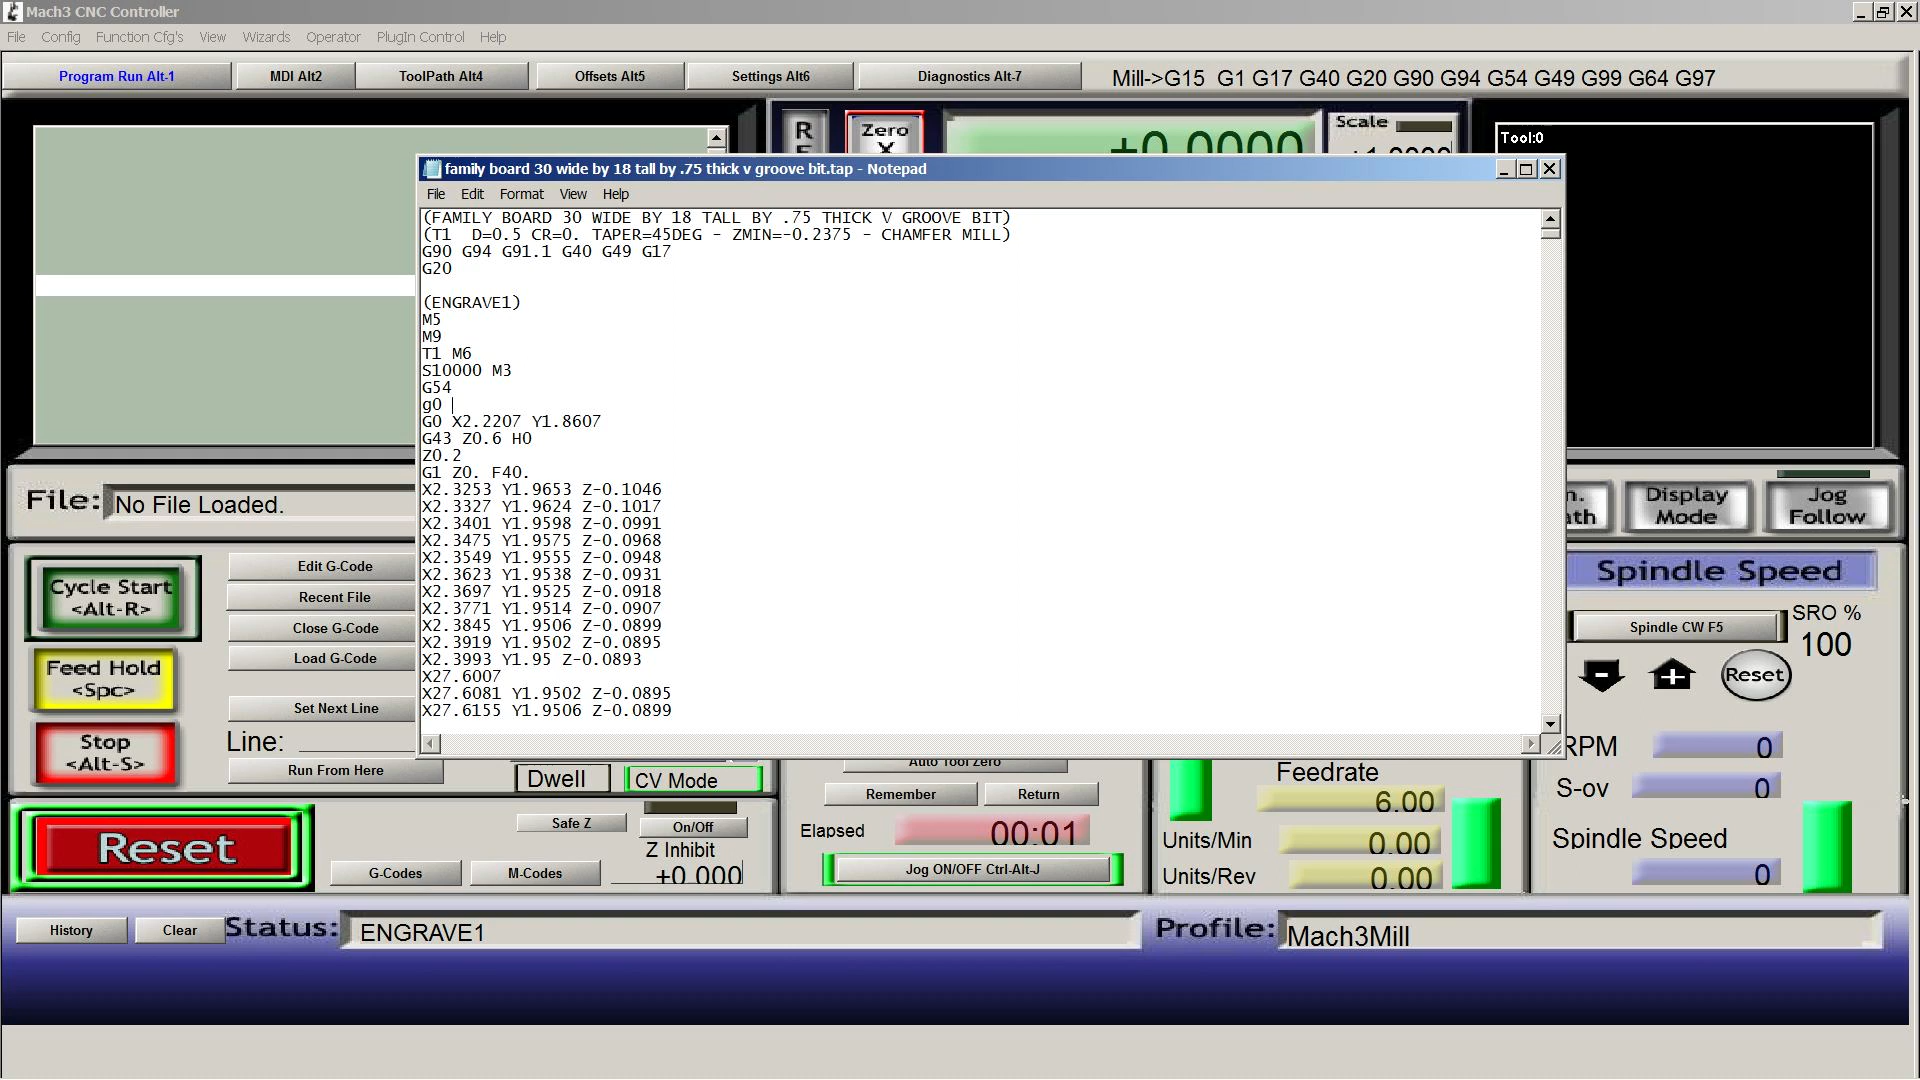 Mach3 CNC Controller
File Config Function Cfg's View Wizards Operator PlugIn Control Help
Program Run Alt-1 MDI Alt2 ToolPath Alt4 Offsets Alt5 Settings Alt6 Diagnostics Alt-7 Mill->G15 G1 G17 G40 G20 G90 G94 G54 G49 G99 G64 G97
Zero
X
+0.0000
Scale
Tool:0
family board 30 wide by 18 tall by .75 thick v groove bit.tap - Notepad
File Edit Format View Help
(FAMILY BOARD 30 WIDE BY 18 TALL BY .75 THICK V GROOVE BIT)
(T1 D=0.5 CR=0. TAPER=45DEG - ZMIN=-0.2375 - CHAMFER MILL)
G90 G94 G91.1 G40 G49 G17
G20
(ENGRAVE1)
M5
M9
T1 M6
S10000 M3
G54
g0
G0 X2.2207 Y1.8607
G43 Z0.6 H0
Z0.2
G1 Z0. F40.
X2.3253 Y1.9653 Z-0.1046
X2.3327 Y1.9624 Z-0.1017
X2.3401 Y1.9598 Z-0.0991
X2.3475 Y1.9575 Z-0.0968
X2.3549 Y1.9555 Z-0.0948
X2.3623 Y1.9538 Z-0.0931
X2.3697 Y1.9525 Z-0.0918
X2.3771 Y1.9514 Z-0.0907
X2.3845 Y1.9506 Z-0.0899
X2.3919 Y1.9502 Z-0.0895
X2.3993 Y1.95 Z-0.0893
X27.6007
X27.6081 Y1.9502 Z-0.0895
X27.6155 Y1.9506 Z-0.0899
File: No File Loaded.
Display
Mode
Jog
Follow
Cycle Start
<Alt-R>
Feed Hold
<Spc>
Stop
<Alt-S>
Edit G-Code
Recent File
Close G-Code
Load G-Code
Set Next Line
Line:
Run From Here
Dwell CV Mode
Reset
Safe Z
On/Off
Z Inhibit
+0.000
G-Codes M-Codes
Auto Tool Zero
Remember Return
Elapsed 00:01
Jog ON/OFF Ctrl-Alt-J
Feedrate
6.00
Units/Min 0.00
Units/Rev 0.00
Spindle Speed
Spindle CW F5
SRO %
100
- + Reset
RPM 0
S-ov 0
Spindle Speed
0
History Clear Status: ENGRAVE1 Profile: Mach3Mill